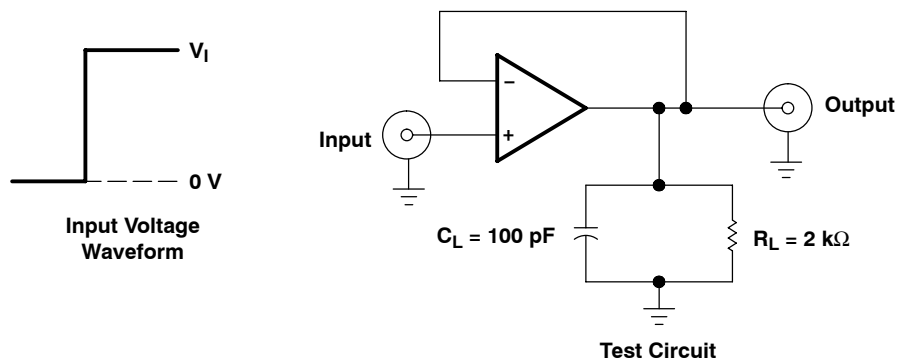 V_I
0 V
Input Voltage
Waveform
Input
−
+
Output
C_L = 100 pF
R_L = 2 kΩ
Test Circuit